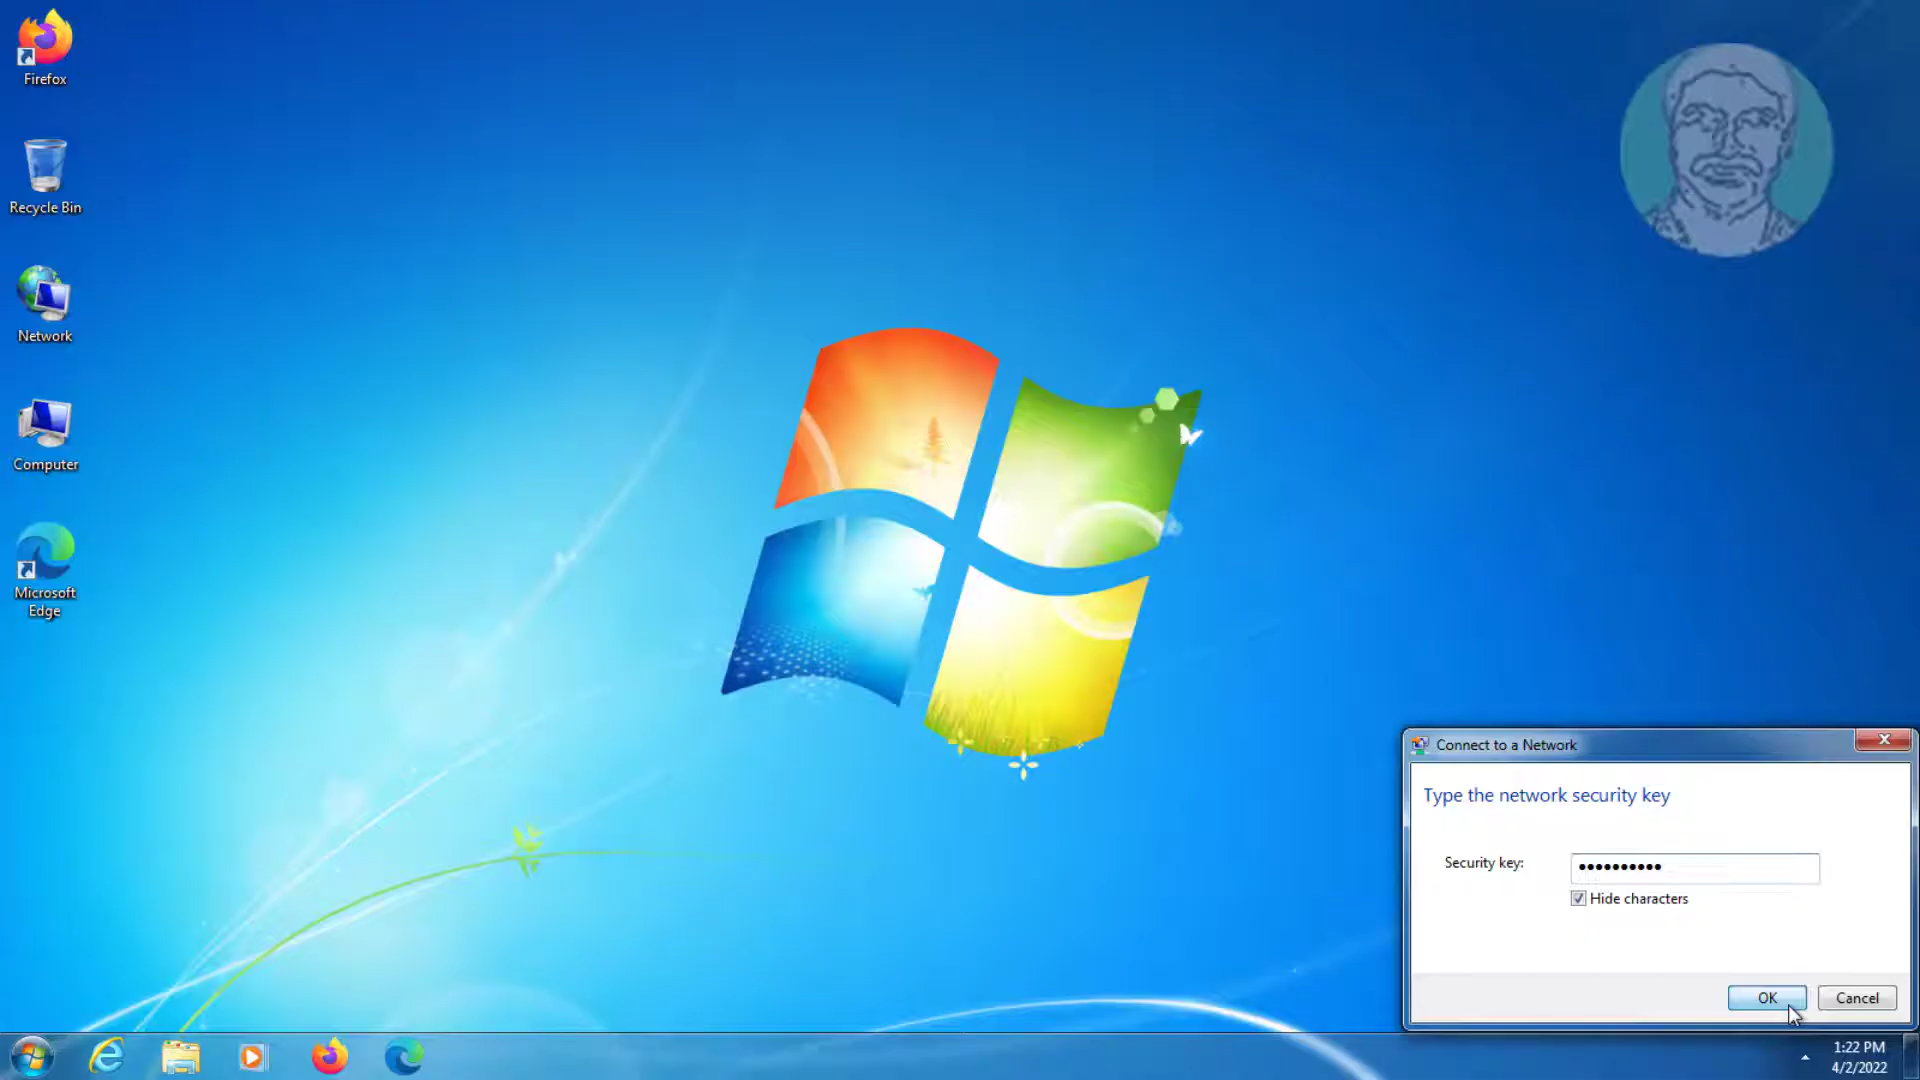 Firefox
Recycle Bin
Network
Computer
Microsoft
Edge
Connect to a Network
Type the network security key
Security key:
••••••••••
Hide characters
OK
Cancel
1:22 PM
4/2/2022